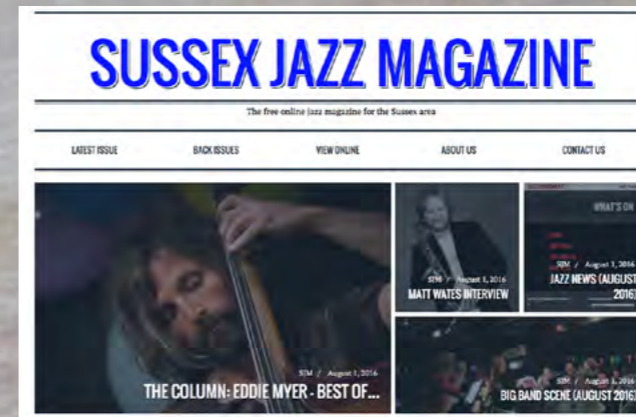 SUSSEX JAZZ MAGAZINE
The free online jazz magazine for the Sussex area
LATEST ISSUE
BACK ISSUES
VIEW ONLINE
ABOUT US
CONTACT US
WHAT'S ON
SJM / August 1, 2016
MATT WATES INTERVIEW
SJM / August 1, 2016
JAZZ NEWS (AUGUST
2016)
SJM / August 1, 2016
THE COLUMN: EDDIE MYER - BEST OF...
SJM / August 1, 2016
BIG BAND SCENE (AUGUST 2016)